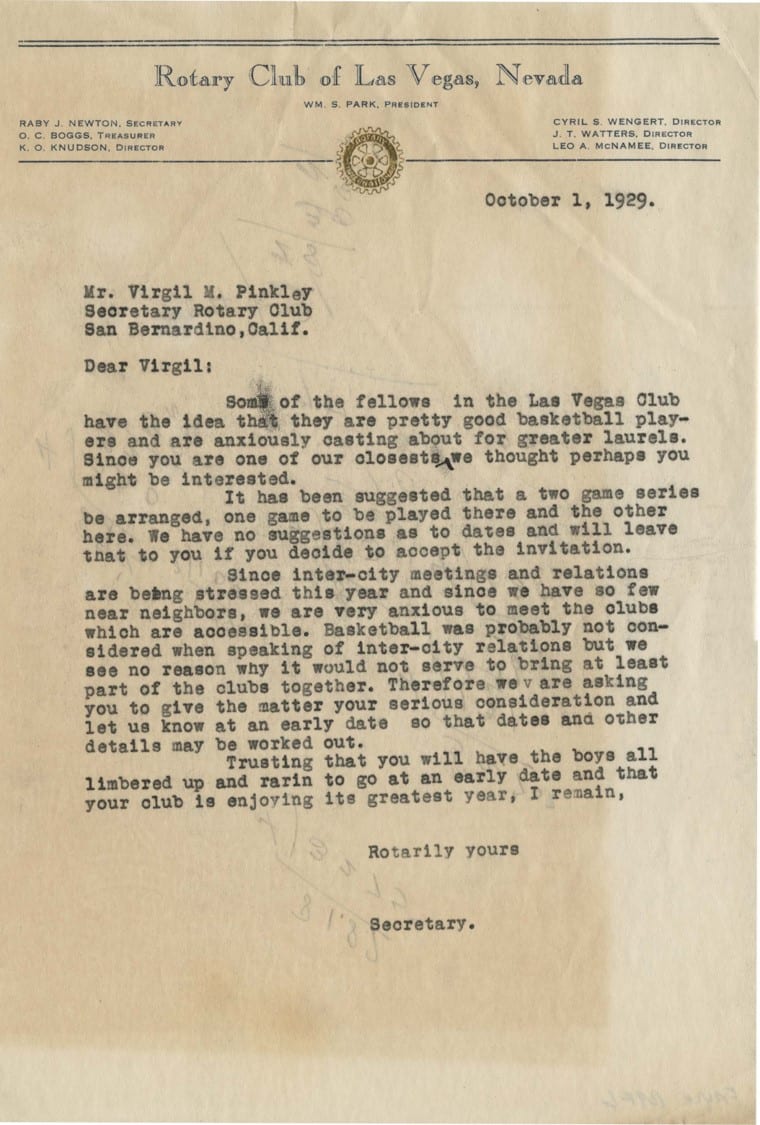 Rotary Club of Las Vegas, Nevada
WM. S. PARK, PRESIDENT
RABY J. NEWTON, SECRETARY
O. C. BOGGS, TREASURER
K. O. KNUDSON, DIRECTOR
CYRIL S. WENGERT, DIRECTOR
J. T. WATTERS, DIRECTOR
LEO A. McNAMEE, DIRECTOR
ROTARY INTERNATIONAL
October 1, 1929.
Mr. Virgil M. Pinkley
Secretary Rotary Club
San Bernardino,Calif.
Dear Virgil:
Some of the fellows in the Las Vegas Club
have the idea that they are pretty good basketball play-
ers and are anxiously casting about for greater laurels.
Since you are one of our closests we thought perhaps you
might be interested.
It has been suggested that a two game series
be arranged, one game to be played there and the other
here. We have no suggestions as to dates and will leave
that to you if you decide to accept the invitation.
Since inter-city meetings and relations
are being stressed this year and since we have so few
near neighbors, we are very anxious to meet the clubs
which are accessible. Basketball was probably not con-
sidered when speaking of inter-city relations but we
see no reason why it would not serve to bring at least
part of the clubs together. Therefore we v are asking
you to give the matter your serious consideration and
let us know at an early date so that dates and other
details may be worked out.
Trusting that you will have the boys all
limbered up and rarin to go at an early date and that
your club is enjoying its greatest year, I remain,
Rotarily yours
Secretary.